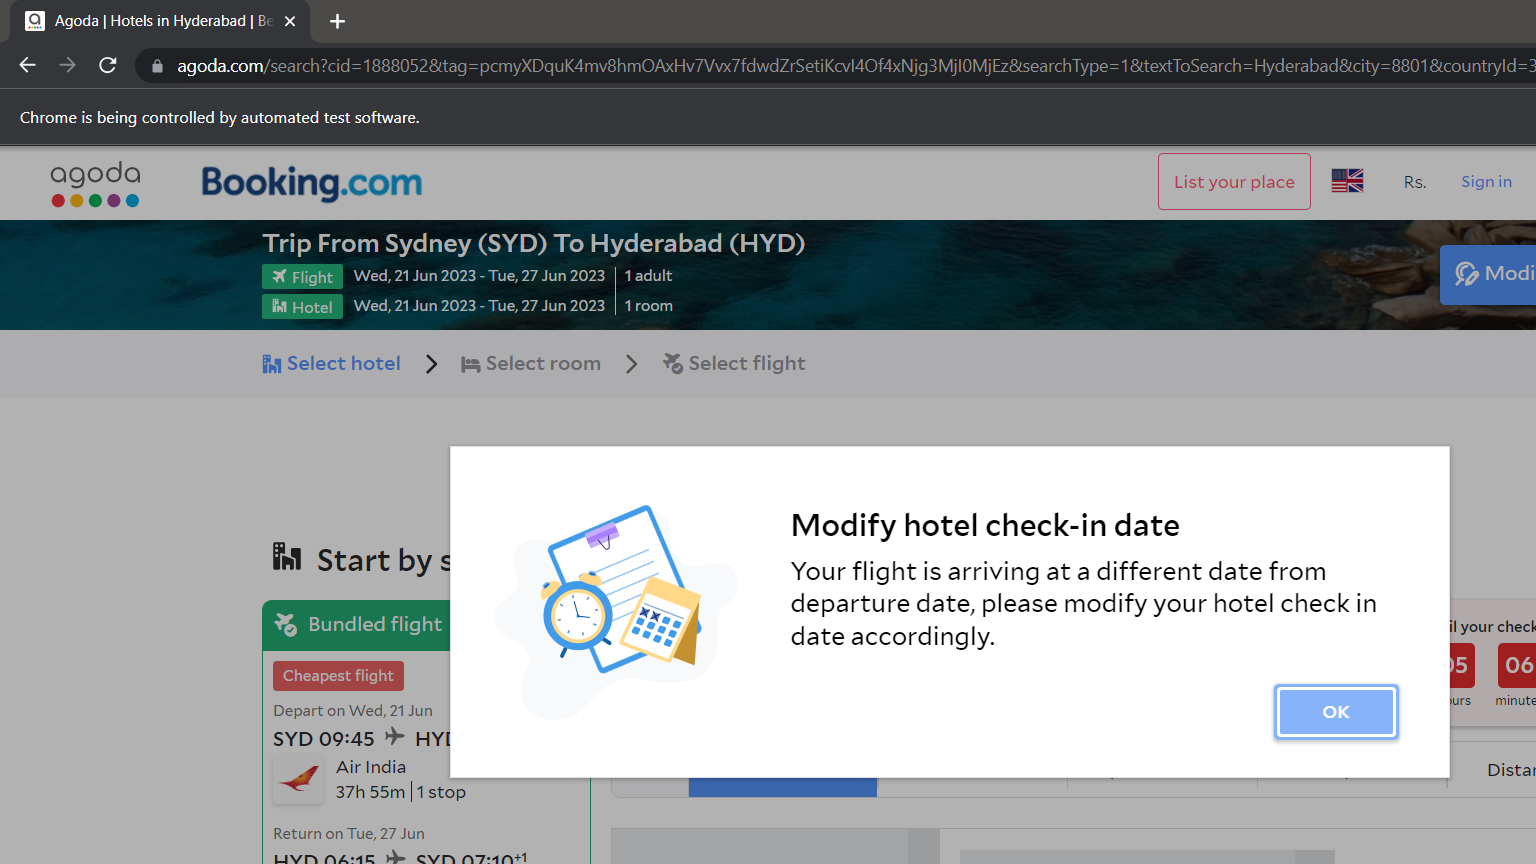 Agoda | Hotels in Hyderabad | Be
agoda.com/search?cid=1888052&tag=pcmyXDquK4mv8hmOAxHv7Vvx7fdwdZrSetiKcvI4Of4xNjg3MjI0MjEz&searchType=1&textToSearch=Hyderabad&city=8801&countryId=3
Chrome is being controlled by automated test software.
agoda
Booking.com
List your place
Rs.
Sign in
Trip From Sydney (SYD) To Hyderabad (HYD)
Flight Wed, 21 Jun 2023 - Tue, 27 Jun 2023 1 adult
Hotel Wed, 21 Jun 2023 - Tue, 27 Jun 2023 1 room
Modi
Select hotel Select room Select flight
Modify hotel check-in date
Your flight is arriving at a different date from
departure date, please modify your hotel check in
date accordingly.
OK
Start by s
Bundled flight
Cheapest flight
Depart on Wed, 21 Jun
SYD 09:45 HYD
Air India
37h 55m 1 stop
Return on Tue, 27 Jun
HYD 06:15 SYD 07:10+1
il your check
05 06
ours minute
Distan